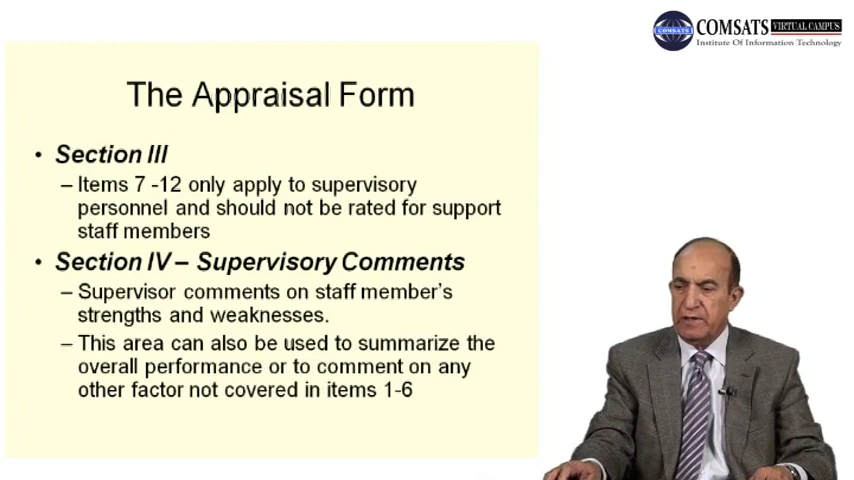 COMSATS VIRTUAL CAMPUS
Institute Of Information Technology
COMSATS
The Appraisal Form
• Section III
– Items 7 -12 only apply to supervisory
personnel and should not be rated for support
staff members
• Section IV – Supervisory Comments
– Supervisor comments on staff member's
strengths and weaknesses.
– This area can also be used to summarize the
overall performance or to comment on any
other factor not covered in items 1-6